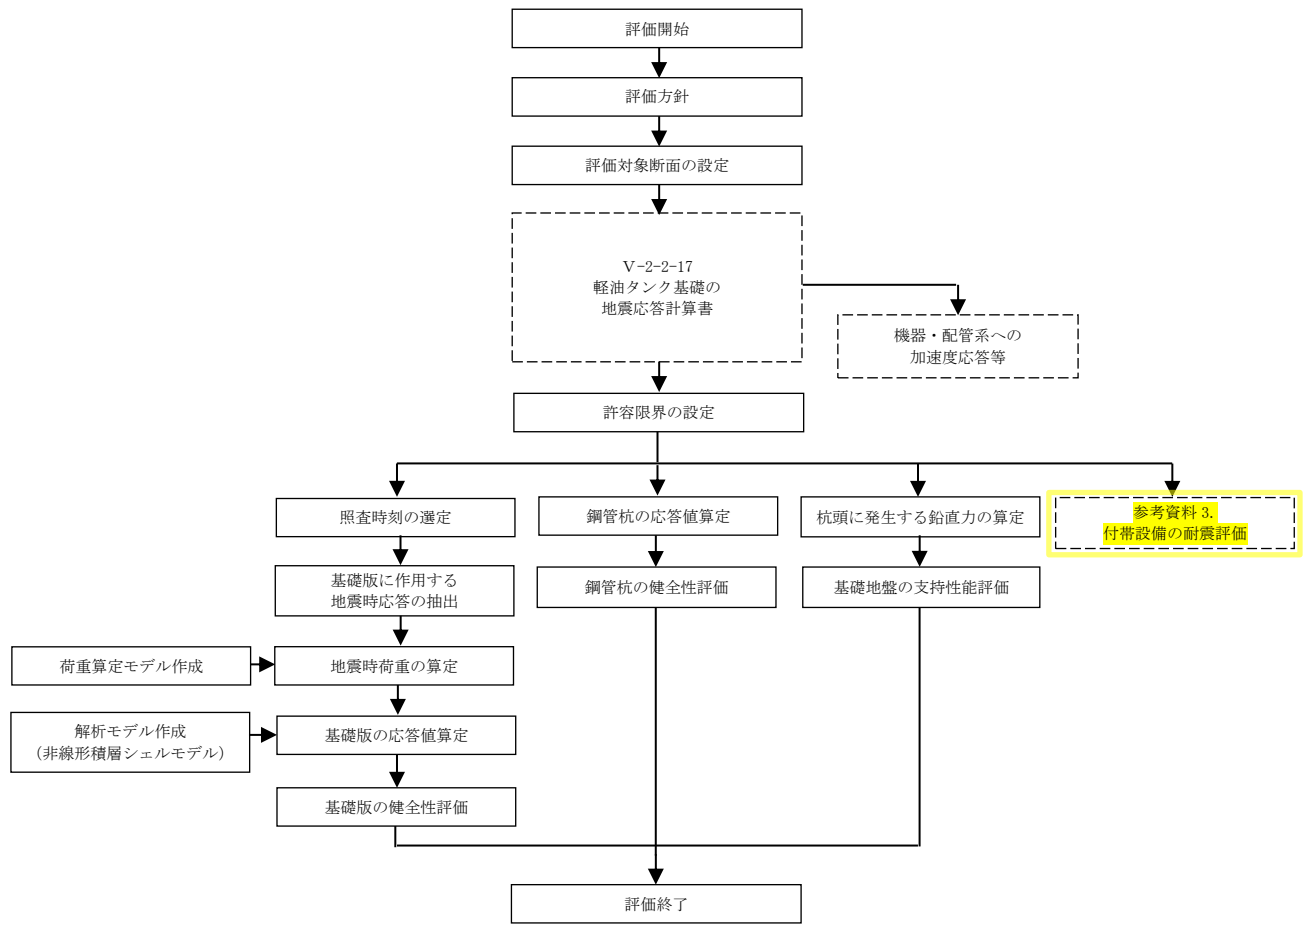 評価開始
評価方針
評価対象断面の設定
Ⅴ-2-2-17
軽油タンク基礎の
地震応答計算書
機器・配管系への
加速度応答等
許容限界の設定
照査時刻の選定
鋼管杭の応答値算定
杭頭に発生する鉛直力の算定
参考資料 3.
付帯設備の耐震評価
基礎版に作用する
地震時応答の抽出
鋼管杭の健全性評価
基礎地盤の支持性能評価
荷重算定モデル作成
地震時荷重の算定
解析モデル作成
（非線形積層シェルモデル）
基礎版の応答値算定
基礎版の健全性評価
評価終了